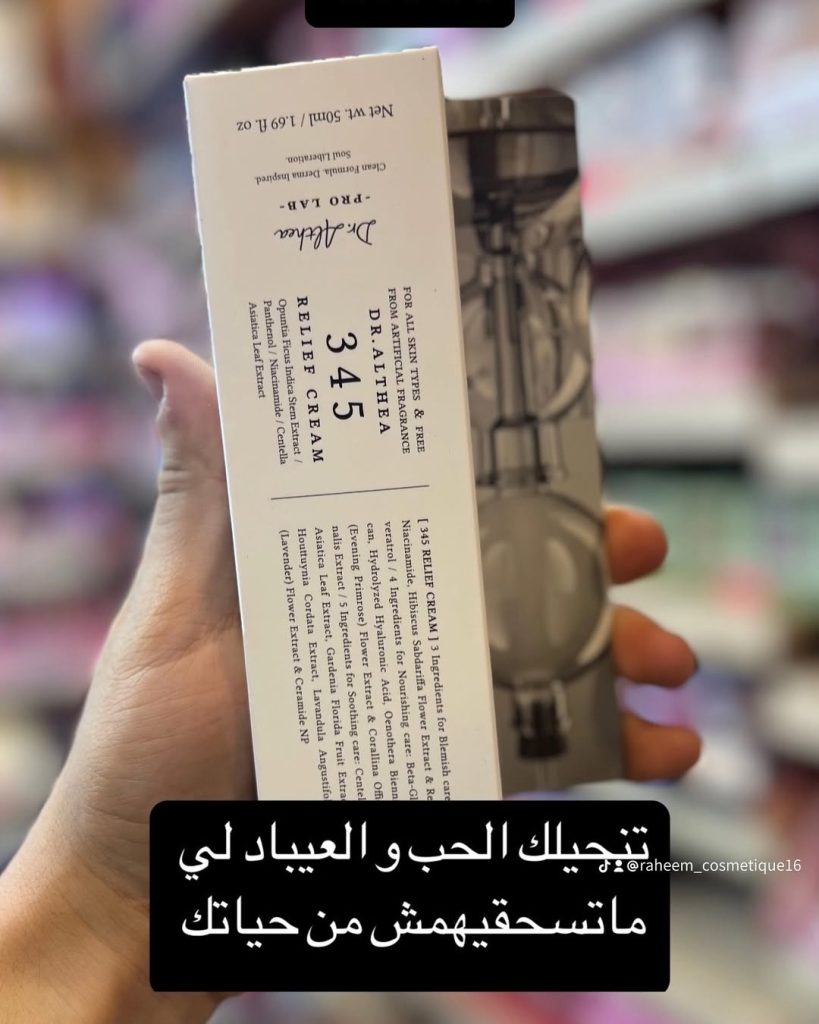 Net wt. 50ml / 1.69 fl. oz
Clean Formula. Derma Inspired.
Soul Liberation.
-PRO LAB-
Dr.Althea
FOR ALL SKIN TYPES & FREE
FROM ARTIFICIAL FRAGRANCE
DR.ALTHEA
345
RELIEF CREAM
Opuntia Ficus Indica Stem Extract /
Panthenol / Niacinamide / Centella
Asiatica Leaf Extract
[ 345 RELIEF CREAM ] 3 Ingredients for Blemish care
Niacinamide, Hibiscus Sabdariffa Flower Extract & Re
veratrol / 4 Ingredients for Nourishing care: Beta-Gl
can, Hydrolyzed Hyaluronic Acid, Oenothera Bienn
(Evening Primrose) Flower Extract & Corallina Offi
nalis Extract / 5 Ingredients for Soothing care: Centel
Asiatica Leaf Extract, Gardenia Florida Fruit Extra
Houttuynia Cordata Extract, Lavandula Angustifo
(Lavender) Flower Extract & Ceramide NP
تنحيلك الحب و العيباد لي
@raheem_cosmetique16
ماتسحقيهمش من حياتك